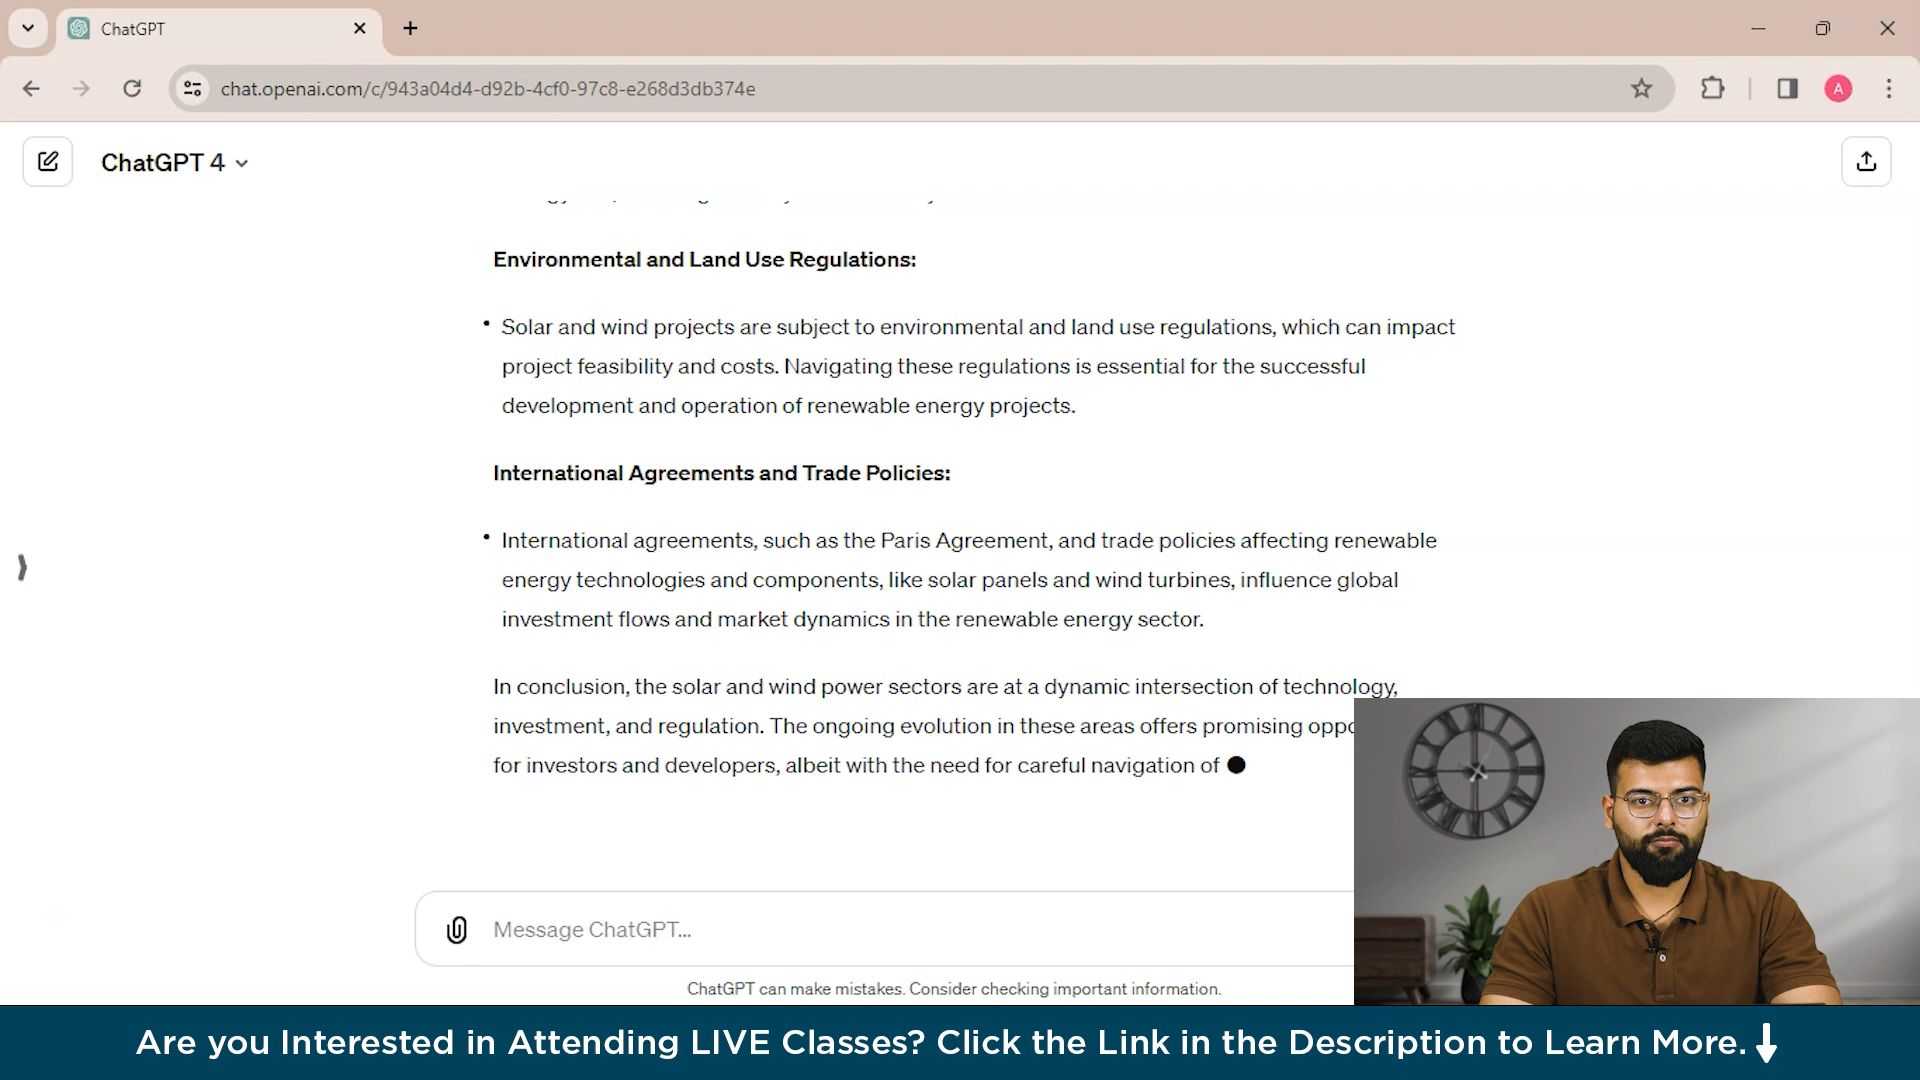 ChatGPT
chat.openai.com/c/943a04d4-d92b-4cf0-97c8-e268d3db374e
A
ChatGPT 4
Environmental and Land Use Regulations:
• Solar and wind projects are subject to environmental and land use regulations, which can impact
project feasibility and costs. Navigating these regulations is essential for the successful
development and operation of renewable energy projects.
International Agreements and Trade Policies:
• International agreements, such as the Paris Agreement, and trade policies affecting renewable
energy technologies and components, like solar panels and wind turbines, influence global
investment flows and market dynamics in the renewable energy sector.
In conclusion, the solar and wind power sectors are at a dynamic intersection of technology,
investment, and regulation. The ongoing evolution in these areas offers promising oppo
for investors and developers, albeit with the need for careful navigation of
Message ChatGPT...
ChatGPT can make mistakes. Consider checking important information.
Are you Interested in Attending LIVE Classes? Click the Link in the Description to Learn More.